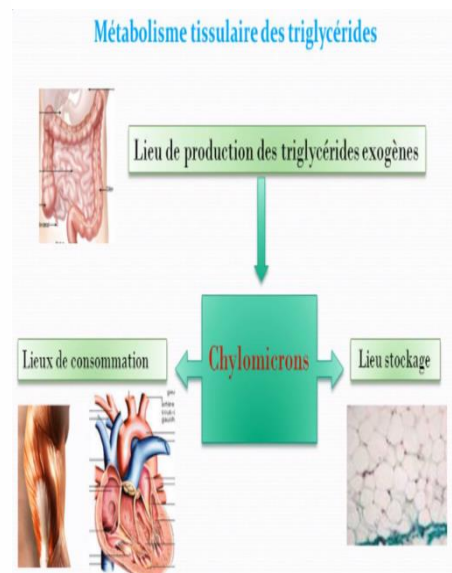 Métabolisme tissulaire des triglycérides
Lieu de production des triglycérides exogènes
Chylomicrons
Lieux de consommation
Lieu stockage